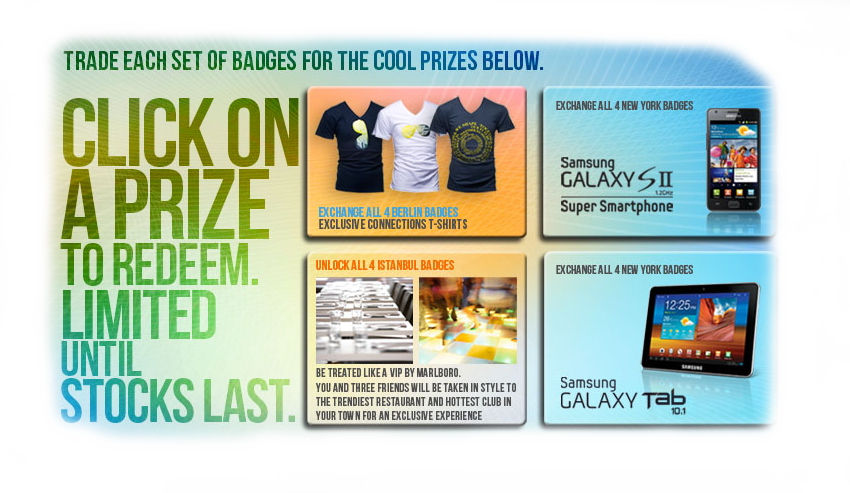 TRADE EACH SET OF BADGES FOR THE COOL PRIZES BELOW.
CLICK ON
A PRIZE
TO REDEEM.
LIMITED
UNTIL
STOCKS LAST.
EXCHANGE ALL 4 BERLIN BADGES
EXCLUSIVE CONNECTIONS T-SHIRTS
EXCHANGE ALL 4 NEW YORK BADGES
Samsung
GALAXY S II
1.2GHz
Super Smartphone
UNLOCK ALL 4 ISTANBUL BADGES
BE TREATED LIKE A VIP BY MARLBORO.
YOU AND THREE FRIENDS WILL BE TAKEN IN STYLE TO
THE TRENDIEST RESTAURANT AND HOTTEST CLUB IN
YOUR TOWN FOR AN EXCLUSIVE EXPERIENCE
EXCHANGE ALL 4 NEW YORK BADGES
12:25
SAMSUNG
Samsung
GALAXY Tab
10.1